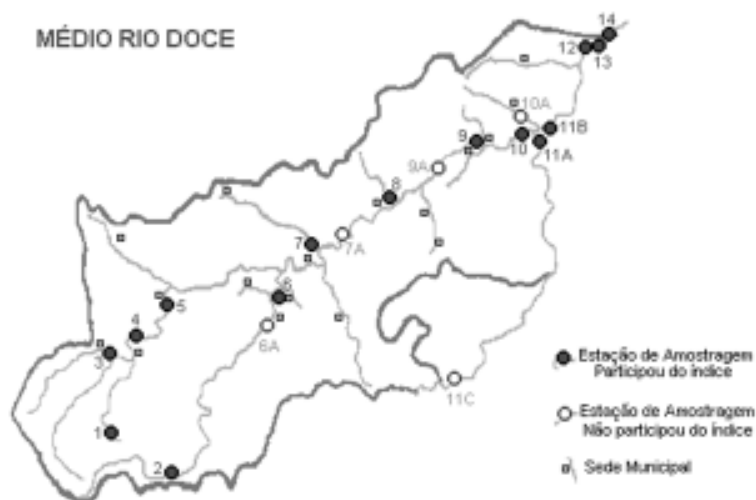 MÉDIO RIO DOCE
14
12
13
10A
11B
9
10
11A
9A
8
7
7A
6
5
4
6A
3
11C
1
2
Estação de Amostragem
Participou do índice
Estação de Amostragem
Não participou do índice
Sede Municipal